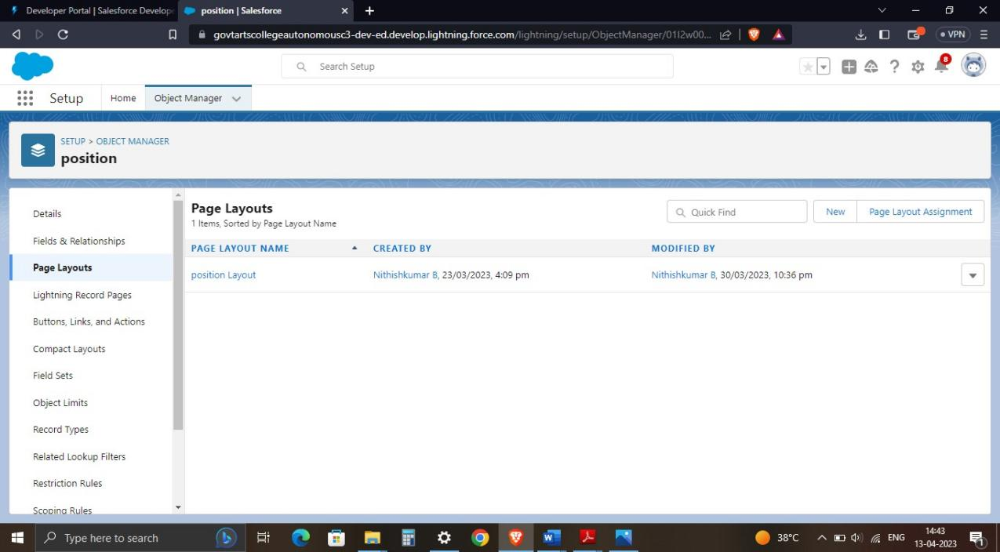 Developer Portal | Salesforce Develope
position | Salesforce
govtartscollegeautonomousc3-dev-ed.develop.lightning.force.com/lightning/setup/ObjectManager/01I2w00...
VPN
Search Setup
8
Setup
Home
Object Manager
SETUP > OBJECT MANAGER
position
Details
Fields & Relationships
Page Layouts
Lightning Record Pages
Buttons, Links, and Actions
Compact Layouts
Field Sets
Object Limits
Record Types
Related Lookup Filters
Restriction Rules
Scoping Rules
Page Layouts
1 Items, Sorted by Page Layout Name
Quick Find
New
Page Layout Assignment
PAGE LAYOUT NAME CREATED BY MODIFIED BY
position Layout Nithishkumar B, 23/03/2023, 4:09 pm Nithishkumar B, 30/03/2023, 10:36 pm
Type here to search
38°C
ENG
14:43
13-04-2023
1